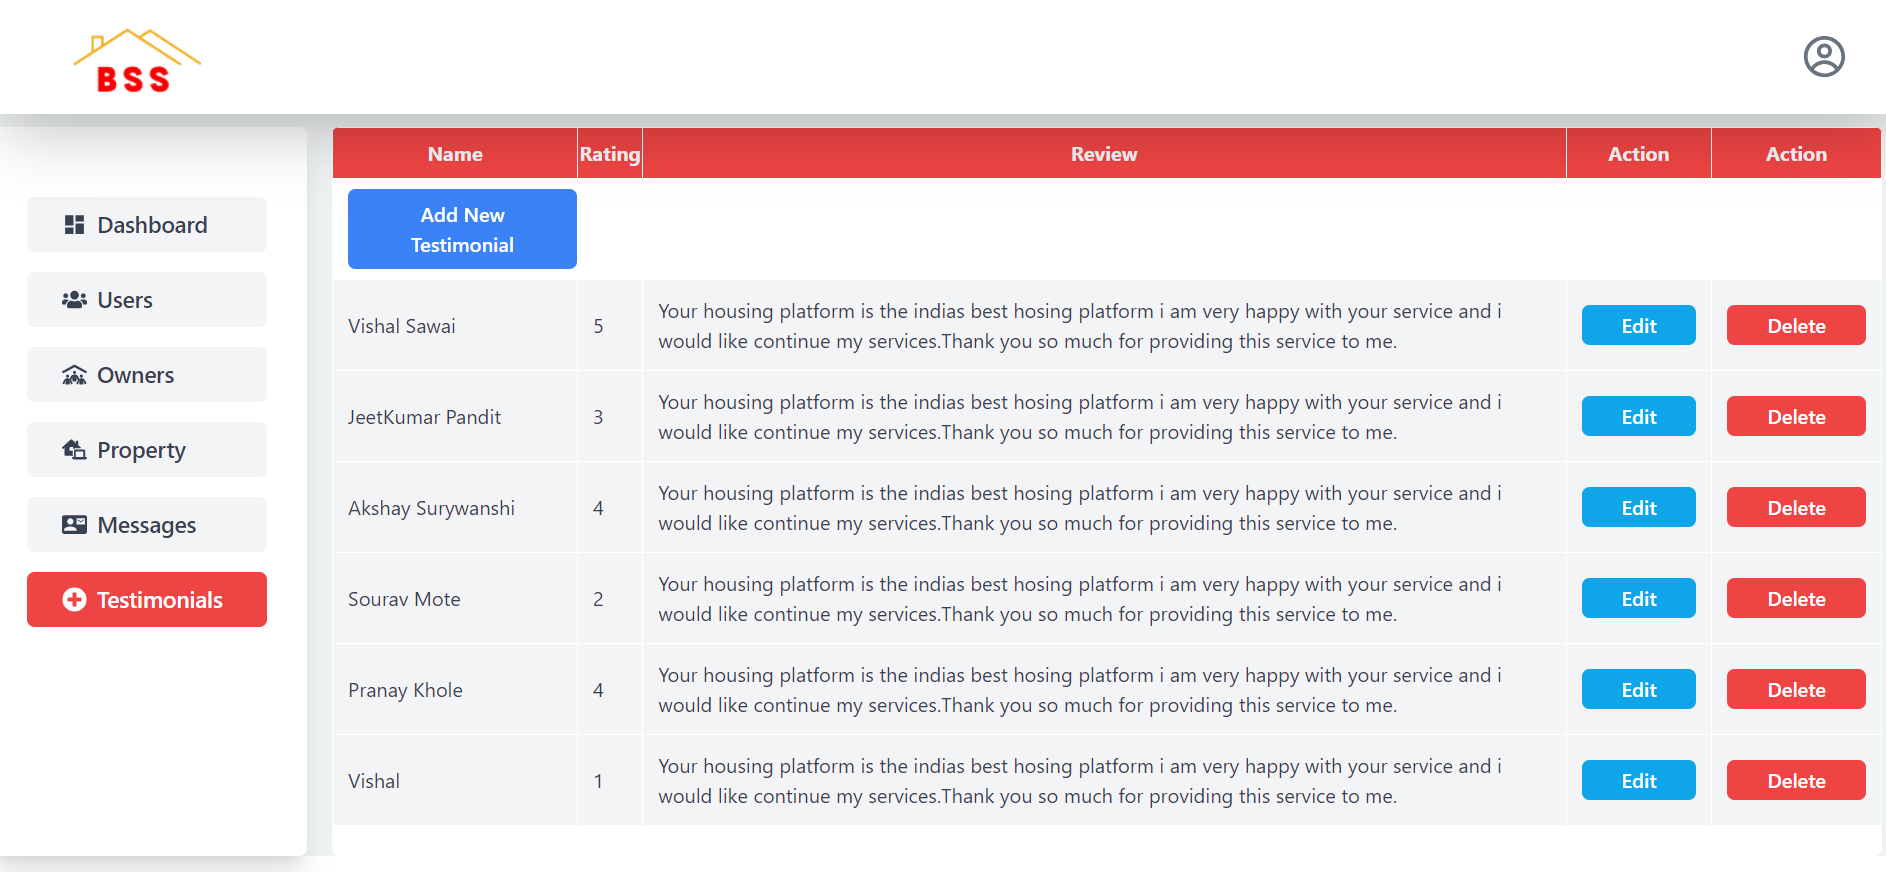 BSS
Dashboard
Users
Owners
Property
Messages
Testimonials
Name Rating Review Action Action
Add New
Testimonial
Vishal Sawai 5 Your housing platform is the indias best hosing platform i am very happy with your service and i
would like continue my services.Thank you so much for providing this service to me. Edit Delete
JeetKumar Pandit 3 Your housing platform is the indias best hosing platform i am very happy with your service and i
would like continue my services.Thank you so much for providing this service to me. Edit Delete
Akshay Surywanshi 4 Your housing platform is the indias best hosing platform i am very happy with your service and i
would like continue my services.Thank you so much for providing this service to me. Edit Delete
Sourav Mote 2 Your housing platform is the indias best hosing platform i am very happy with your service and i
would like continue my services.Thank you so much for providing this service to me. Edit Delete
Pranay Khole 4 Your housing platform is the indias best hosing platform i am very happy with your service and i
would like continue my services.Thank you so much for providing this service to me. Edit Delete
Vishal 1 Your housing platform is the indias best hosing platform i am very happy with your service and i
would like continue my services.Thank you so much for providing this service to me. Edit Delete